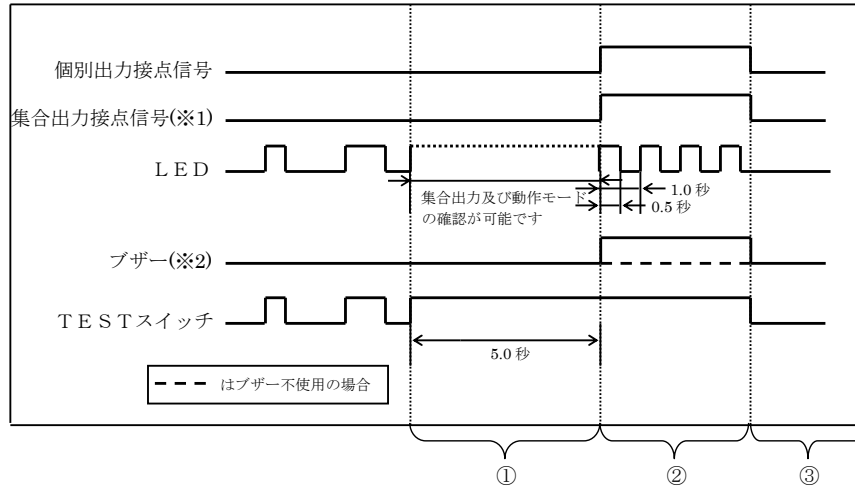 個別出力接点信号
集合出力接点信号(※1)
ＬＥＤ
集合出力及び動作モード
の確認が可能です
1.0 秒
0.5 秒
ブザー(※2)
ＴＥＳＴスイッチ
5.0 秒
はブザー不使用の場合
①
②
③